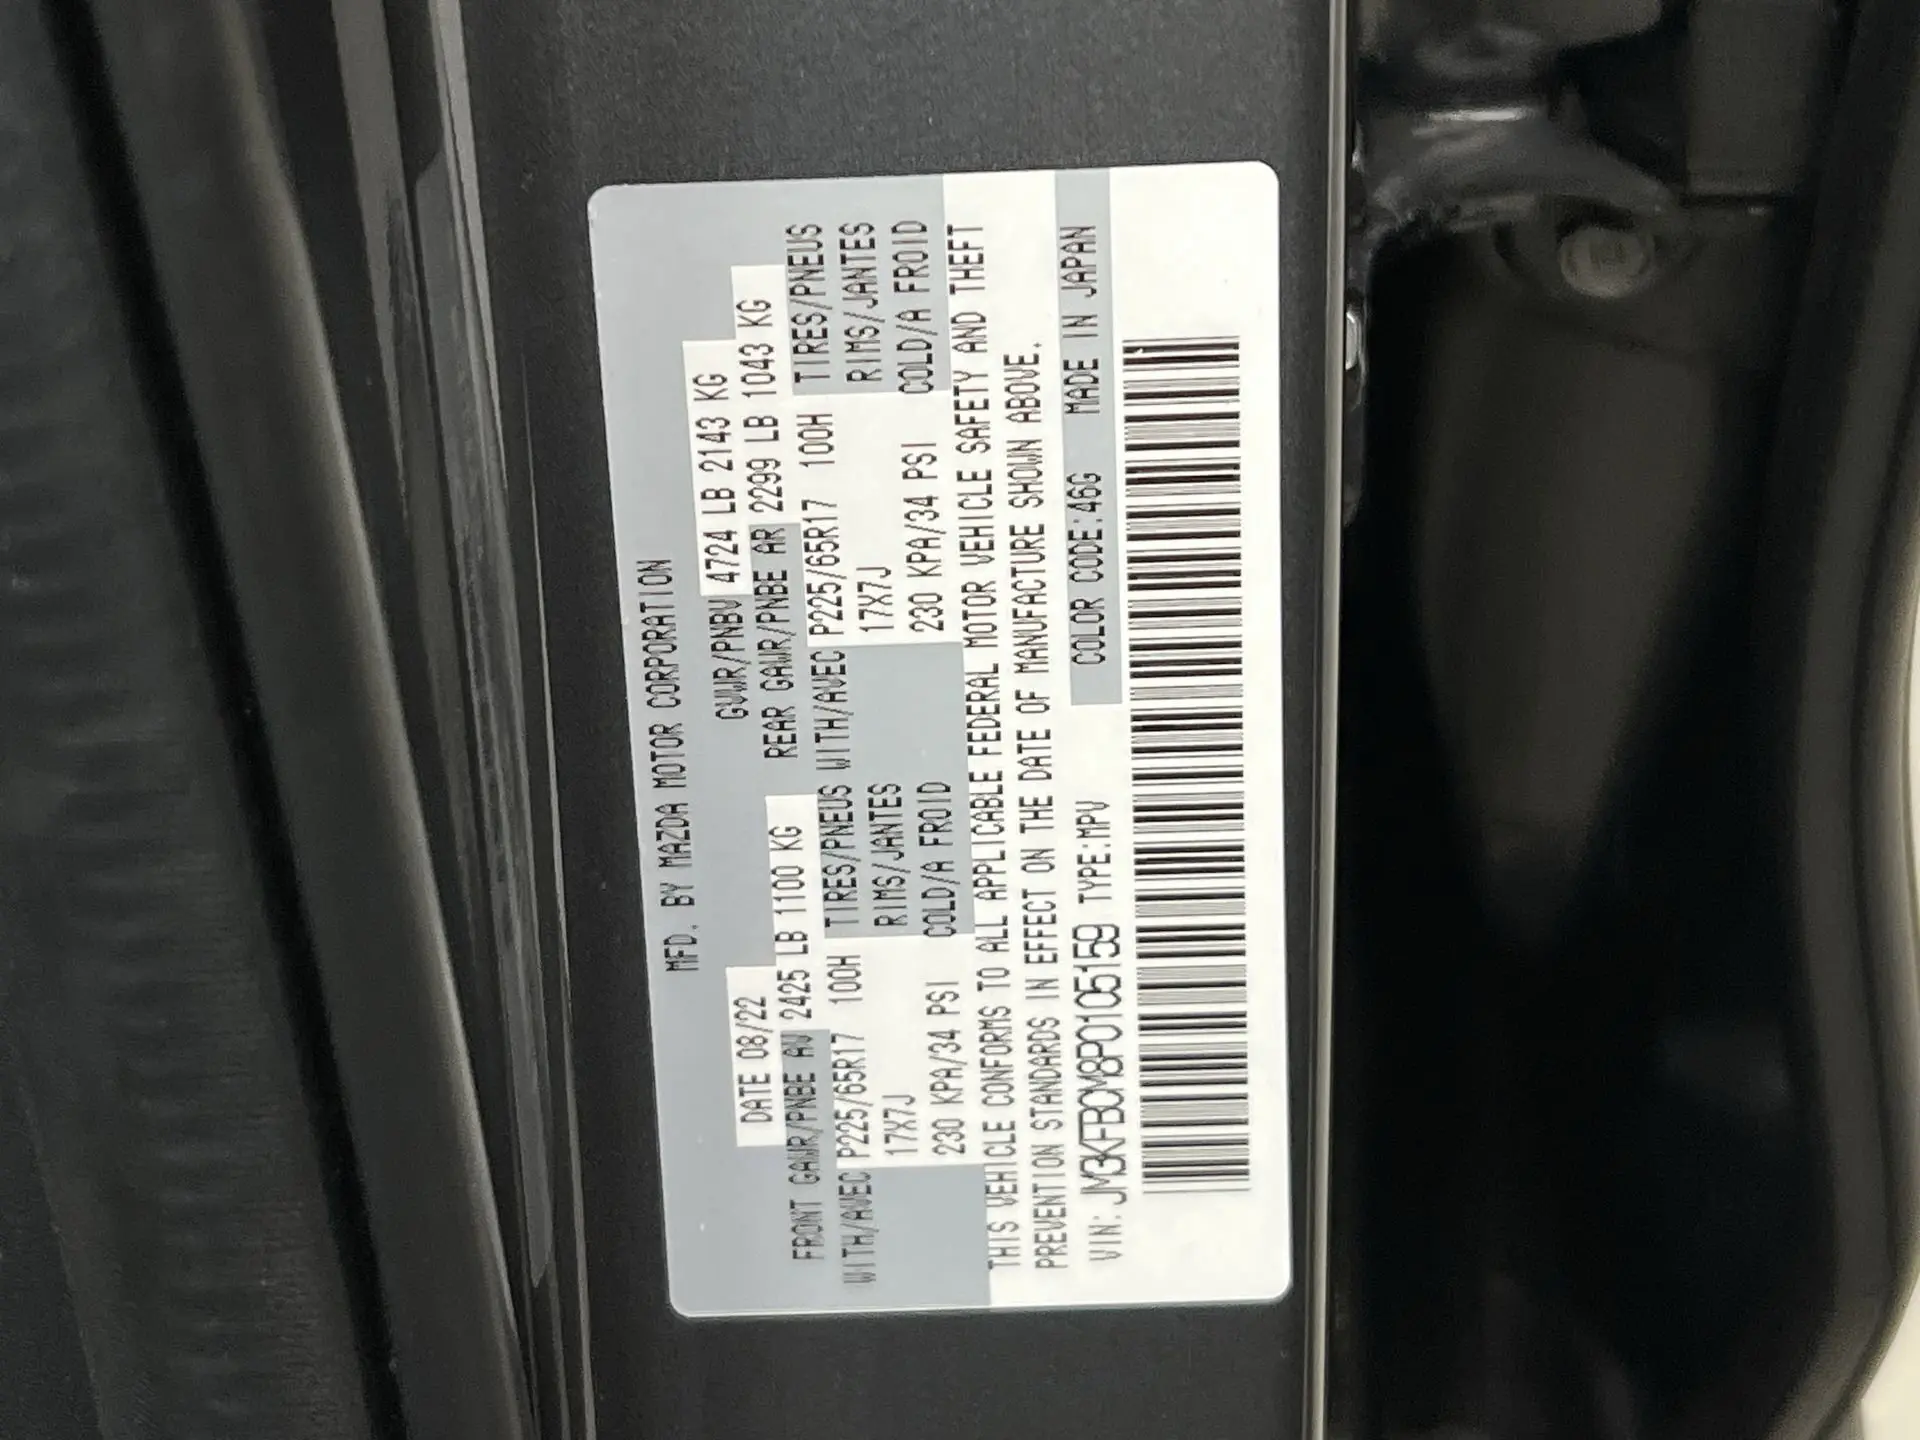 MFD. BY MAZDA MOTOR CORPORATION
DATE 08/22 GVWR/PNBV 4724 LB 2143 KG
FRONT GAWR/PNBE AV 2425 LB 1100 KG REAR GAWR/PNBE AR 2299 LB 1043 KG
WITH/AVEC P225/65R17 100H TIRES/PNEUS WITH/AVEC P225/65R17 100H TIRES/PNEUS
17X7J RIMS/JANTES 17X7J RIMS/JANTES
230 KPA/34 PSI COLD/A FROID 230 KPA/34 PSI COLD/A FROID
THIS VEHICLE CONFORMS TO ALL APPLICABLE FEDERAL MOTOR VEHICLE SAFETY AND THEFT
PREVENTION STANDARDS IN EFFECT ON THE DATE OF MANUFACTURE SHOWN ABOVE.
VIN: JM3KFBCM8P0105159 TYPE:MPV COLOR CODE:46G MADE IN JAPAN